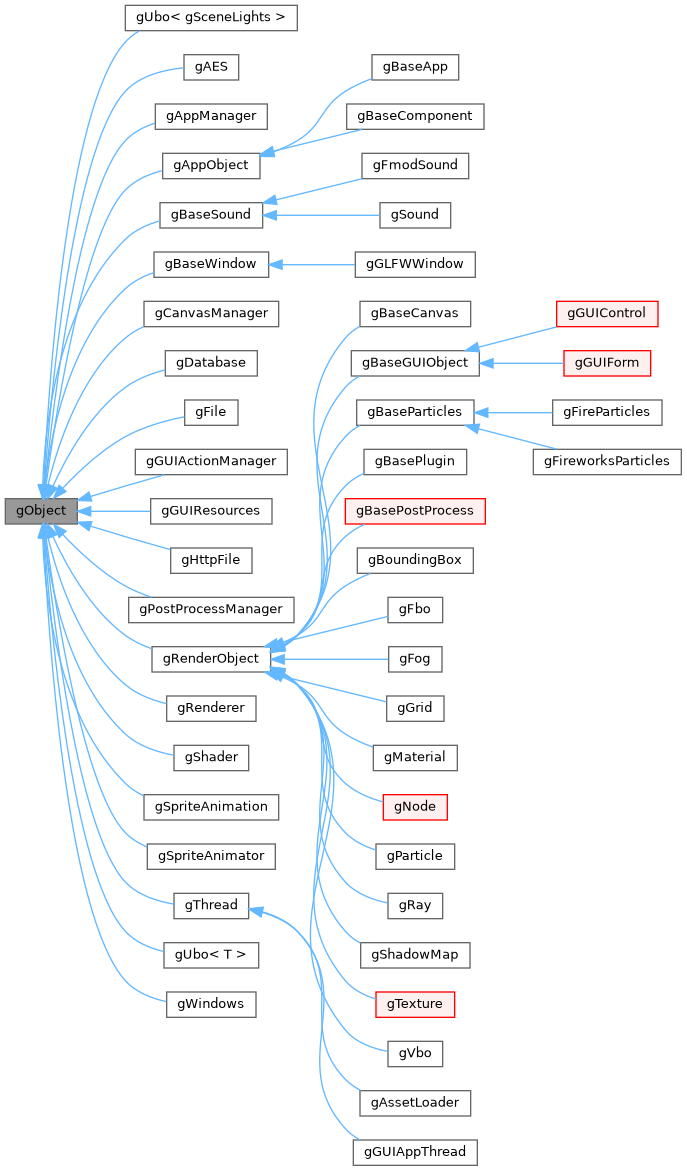 gUbo< gSceneLights >
gAES
gBaseApp
gAppManager
gBaseComponent
gAppObject
gFmodSound
gBaseSound
gSound
gBaseWindow
gGLFWWindow
gCanvasManager
gBaseCanvas
gGUIControl
gDatabase
gBaseGUIObject
gGUIForm
gFile
gBaseParticles
gFireParticles
gGUIActionManager
gBasePlugin
gFireworksParticles
gObject
gGUIResources
gBasePostProcess
gHttpFile
gBoundingBox
gPostProcessManager
gFbo
gRenderObject
gFog
gRenderer
gGrid
gShader
gMaterial
gSpriteAnimation
gNode
gSpriteAnimator
gParticle
gThread
gRay
gUbo< T >
gShadowMap
gWindows
gTexture
gVbo
gAssetLoader
gGUIAppThread